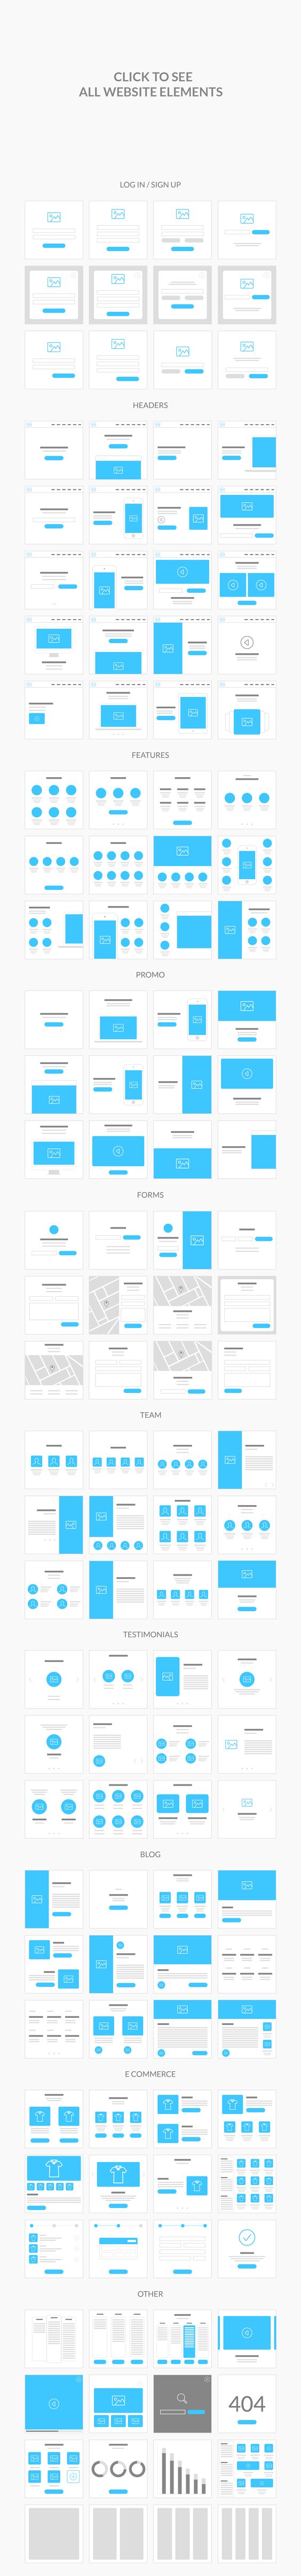 CLICK TO SEE
ALL WEBSITE ELEMENTS
LOG IN / SIGN UP
HEADERS
FEATURES
PROMO
FORMS
TEAM
TESTIMONIALS
BLOG
E COMMERCE
OTHER
404